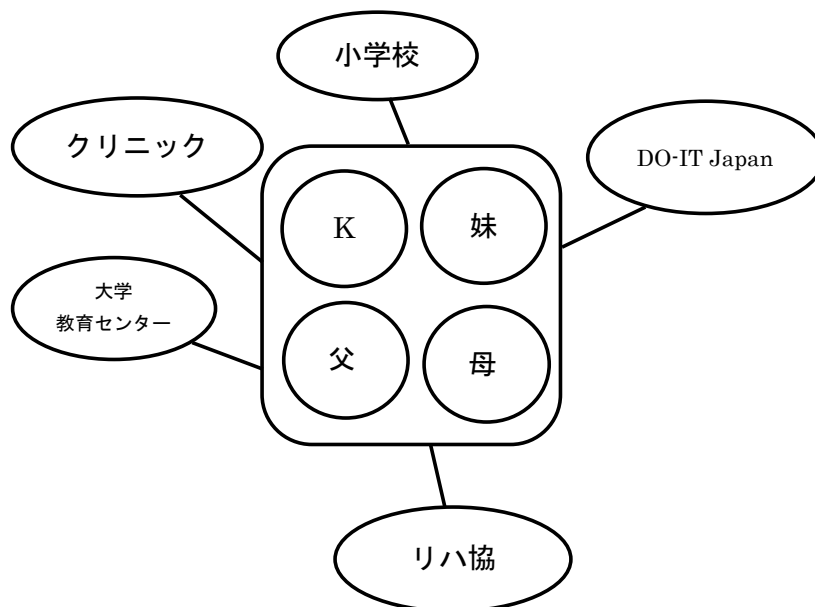 小学校
クリニック
DO-IT Japan
K
妹
大学
教育センター
父
母
リハ協